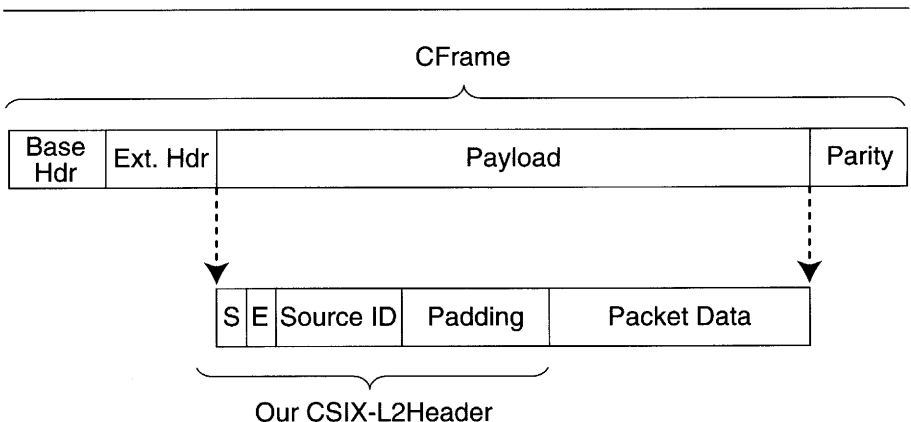 CFrame
Base Hdr Ext. Hdr Payload Parity
S E Source ID Padding Packet Data
Our CSIX-L2Header